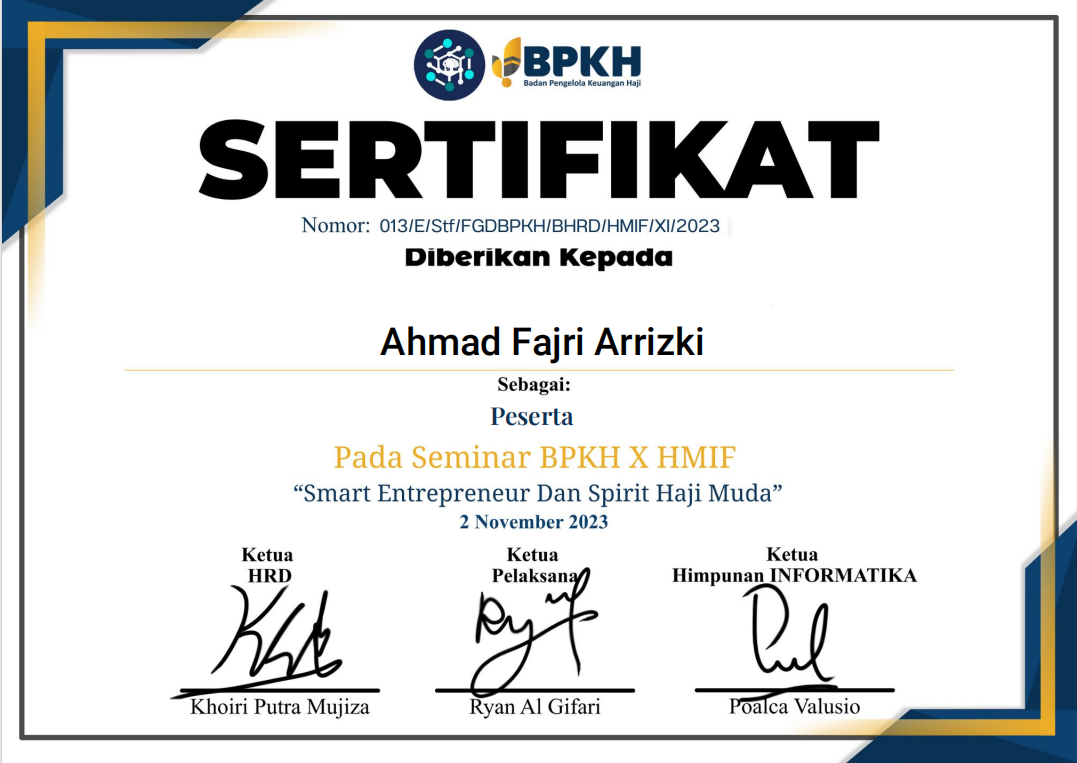 BPKH
Badan Pengelola Keuangan Haji
SERTIFIKAT
Nomor: 013/E/Stf/FGDBPKH/BHRD/HMIF/XI/2023
Diberikan Kepada
Ahmad Fajri Arrizki
Sebagai:
Peserta
Pada Seminar BPKH X HMIF
“Smart Entrepreneur Dan Spirit Haji Muda”
2 November 2023
Ketua
HRD
Khoiri Putra Mujiza
Ketua
Pelaksana
Ryan Al Gifari
Ketua
Himpunan INFORMATIKA
Poalca Valusio